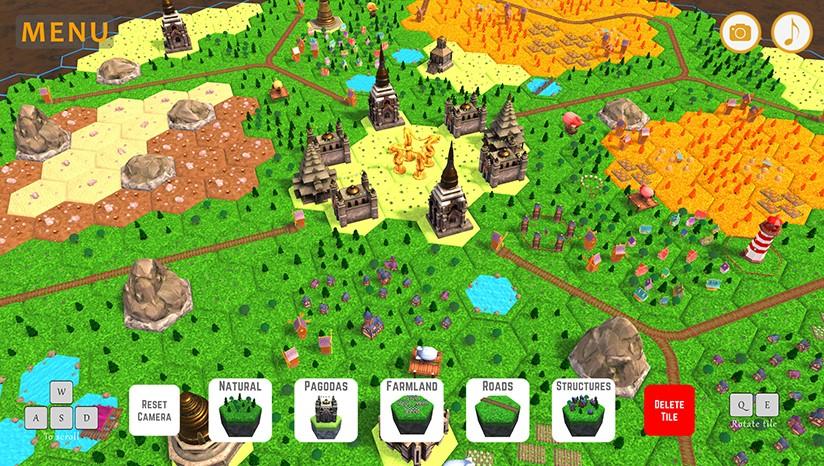 MENU
W
A S D
To scroll
RESET
CAMERA
NATURAL
PAGODAS
FARMLAND
ROADS
STRUCTURES
DELETE
TILE
Q E
Rotate tile